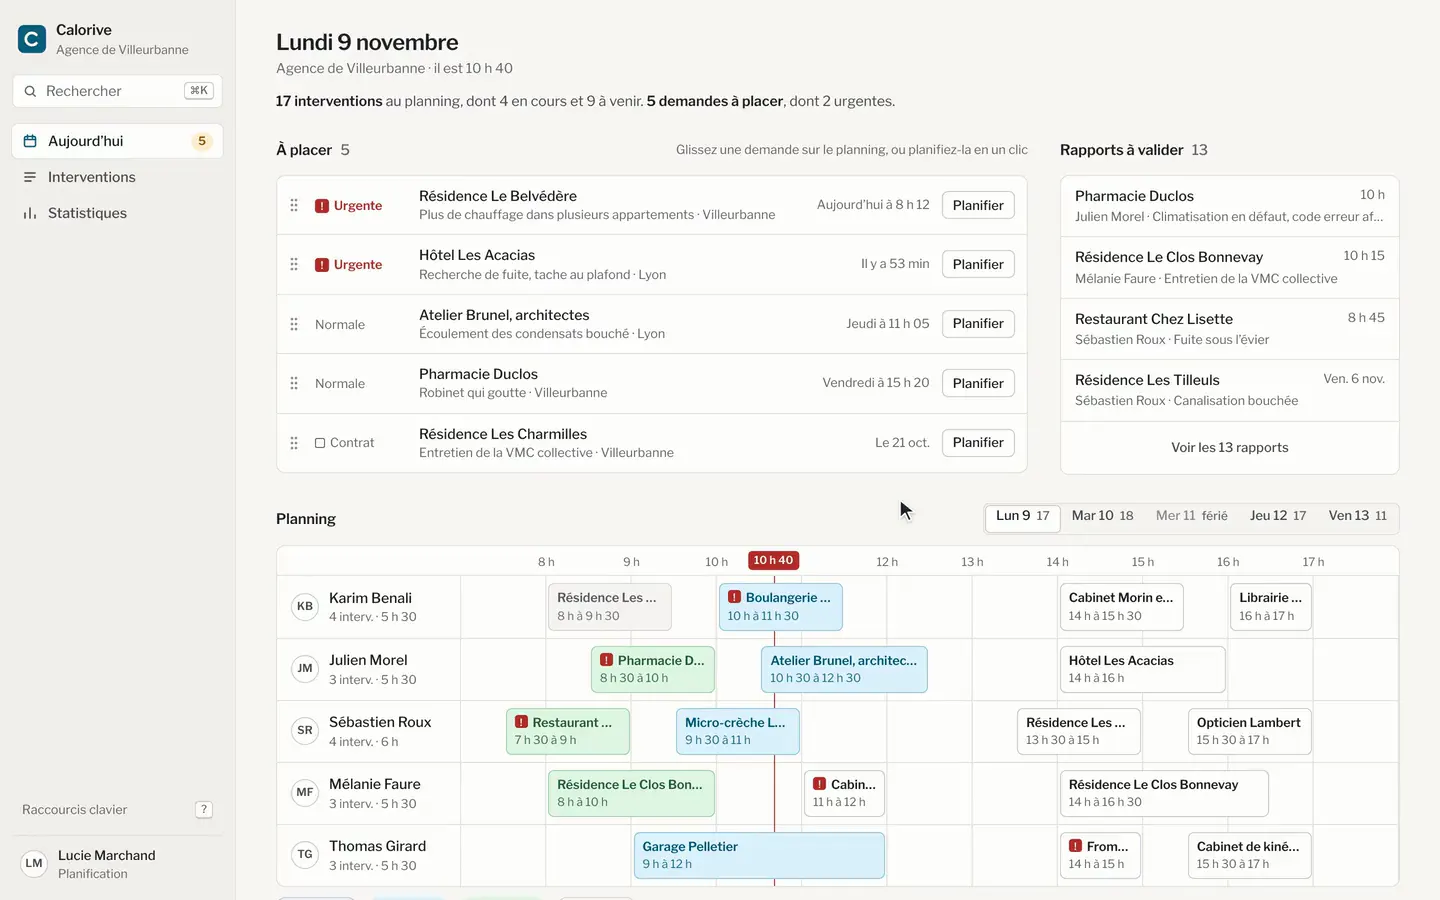 Calorive
Agence de Villeurbanne
Rechercher ⌘K
Aujourd'hui 5
Interventions
Statistiques
Raccourcis clavier ?
LM Lucie Marchand
Planification
Lundi 9 novembre
Agence de Villeurbanne · il est 10 h 40
17 interventions au planning, dont 4 en cours et 9 à venir. 5 demandes à placer, dont 2 urgentes.
À placer 5
Glissez une demande sur le planning, ou planifiez-la en un clic
! Urgente
Résidence Le Belvédère
Plus de chauffage dans plusieurs appartements · Villeurbanne
Aujourd'hui à 8 h 12
Planifier
! Urgente
Hôtel Les Acacias
Recherche de fuite, tache au plafond · Lyon
Il y a 53 min
Planifier
Normale
Atelier Brunel, architectes
Écoulement des condensats bouché · Lyon
Jeudi à 11 h 05
Planifier
Normale
Pharmacie Duclos
Robinet qui goutte · Villeurbanne
Vendredi à 15 h 20
Planifier
Contrat
Résidence Les Charmilles
Entretien de la VMC collective · Villeurbanne
Le 21 oct.
Planifier
Rapports à valider 13
Pharmacie Duclos 10 h
Julien Morel · Climatisation en défaut, code erreur af...
Résidence Le Clos Bonnevay 10 h 15
Mélanie Faure · Entretien de la VMC collective
Restaurant Chez Lisette 8 h 45
Sébastien Roux · Fuite sous l'évier
Résidence Les Tilleuls Ven. 6 nov.
Sébastien Roux · Canalisation bouchée
Voir les 13 rapports
Planning
Lun 9 17 Mar 10 18 Mer 11 férié Jeu 12 17 Ven 13 11
8 h 9 h 10 h 10 h 40 12 h 13 h 14 h 15 h 16 h 17 h
KB Karim Benali
4 interv. · 5 h 30
Résidence Les ...
8 h à 9 h 30
! Boulangerie ...
10 h à 11 h 30
Cabinet Morin e...
14 h à 15 h 30
Librairie ...
16 h à 17 h
JM Julien Morel
3 interv. · 5 h 30
! Pharmacie D...
8 h 30 à 10 h
Atelier Brunel, architec...
10 h 30 à 12 h 30
Hôtel Les Acacias
14 h à 16 h
SR Sébastien Roux
4 interv. · 6 h
! Restaurant ...
7 h 30 à 9 h
Micro-crèche L...
9 h 30 à 11 h
Résidence Les ...
13 h 30 à 15 h
Opticien Lambert
15 h 30 à 17 h
MF Mélanie Faure
3 interv. · 5 h 30
Résidence Le Clos Bon...
8 h à 10 h
! Cabin...
11 h à 12 h
Résidence Le Clos Bonnevay
14 h à 16 h 30
TG Thomas Girard
3 interv. · 5 h 30
Garage Pelletier
9 h à 12 h
! From...
14 h à 15 h
Cabinet de kiné...
15 h 30 à 17 h